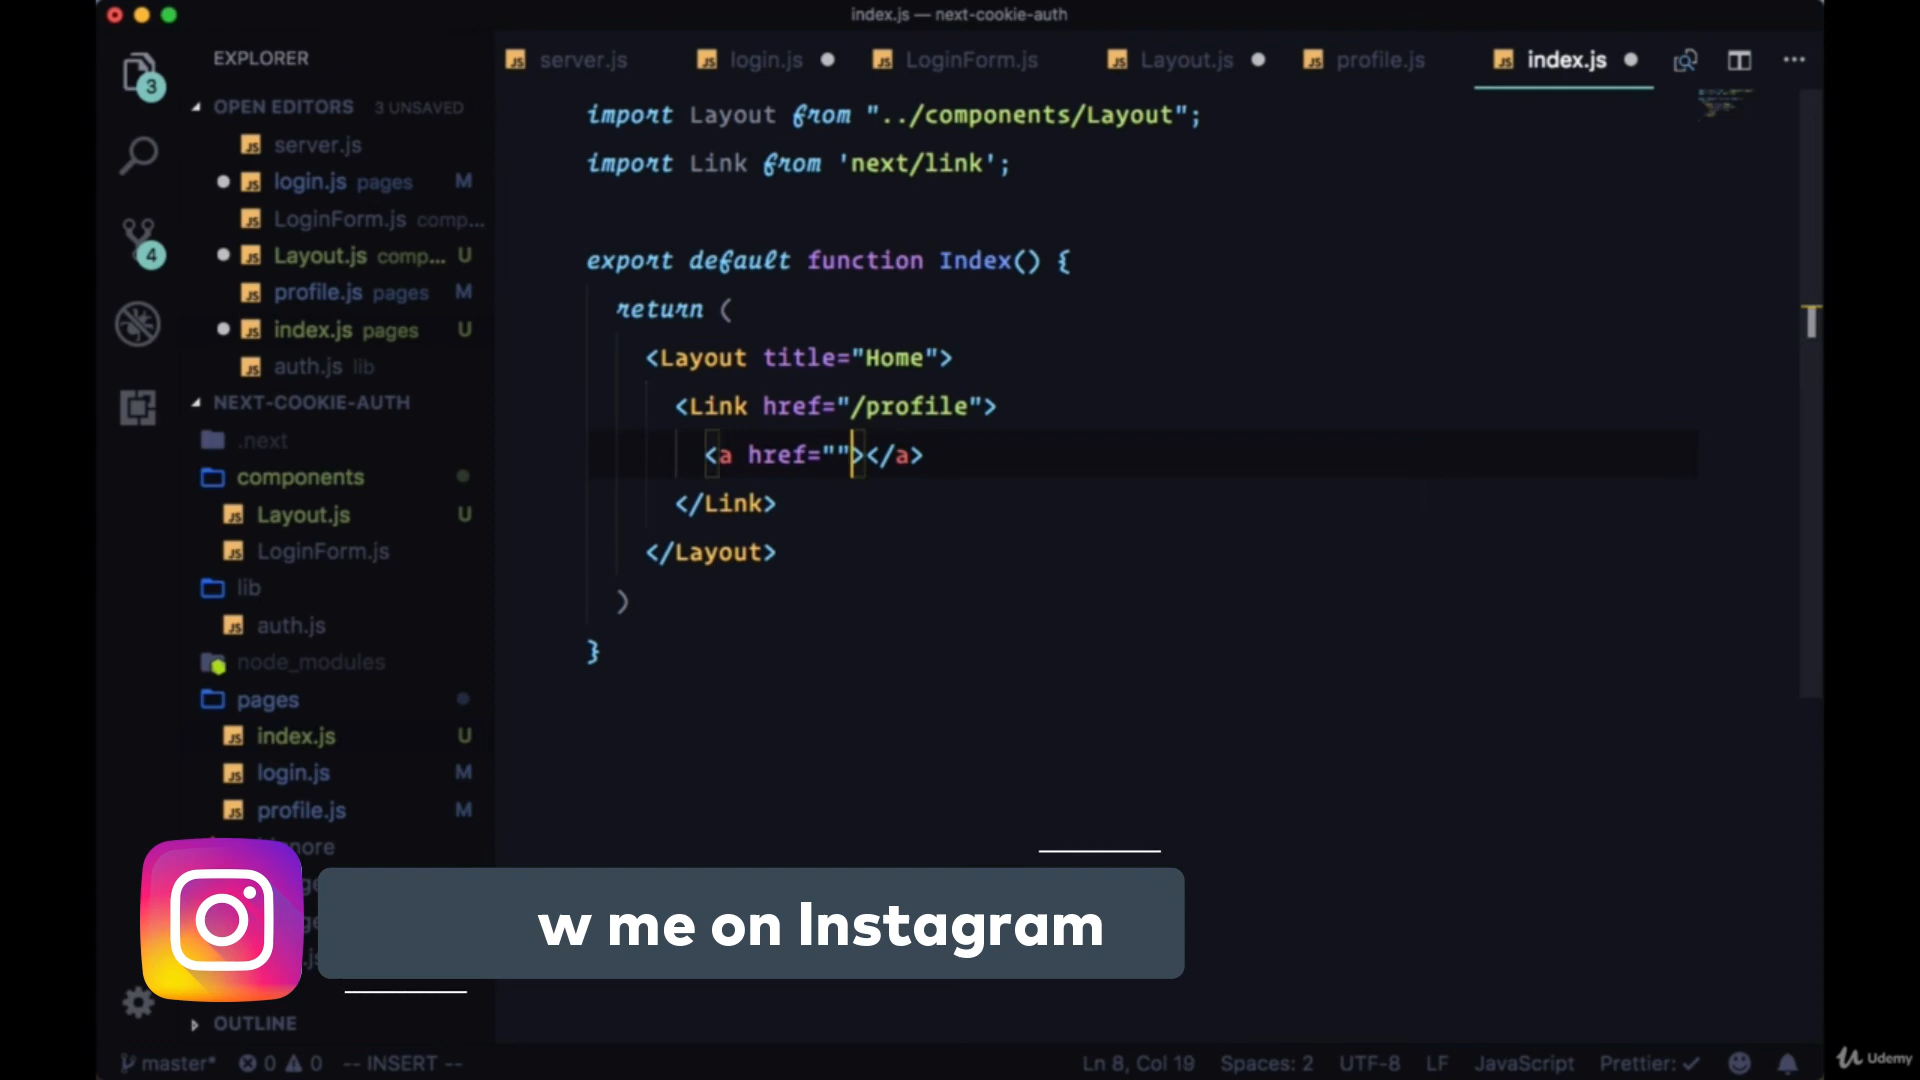 index.js — next-cookie-auth
EXPLORER
server.js
login.js
LoginForm.js
Layout.js
profile.js
index.js
3
OPEN EDITORS 3 UNSAVED
server.js
login.js pages M
LoginForm.js comp...
Layout.js comp... U
profile.js pages M
index.js pages U
auth.js lib
4
NEXT-COOKIE-AUTH
.next
components
Layout.js U
LoginForm.js
lib
auth.js
node_modules
pages
index.js U
login.js M
profile.js M
OUTLINE
import Layout from "../components/Layout";
import Link from 'next/link';
export default function Index() {
return (
<Layout title="Home">
<Link href="/profile">
<a href=""></a>
</Link>
</Layout>
)
}
w me on Instagram
master* 0 0 -- INSERT --
Ln 8, Col 19 Spaces: 2 UTF-8 LF JavaScript Prettier: ✓
Udemy